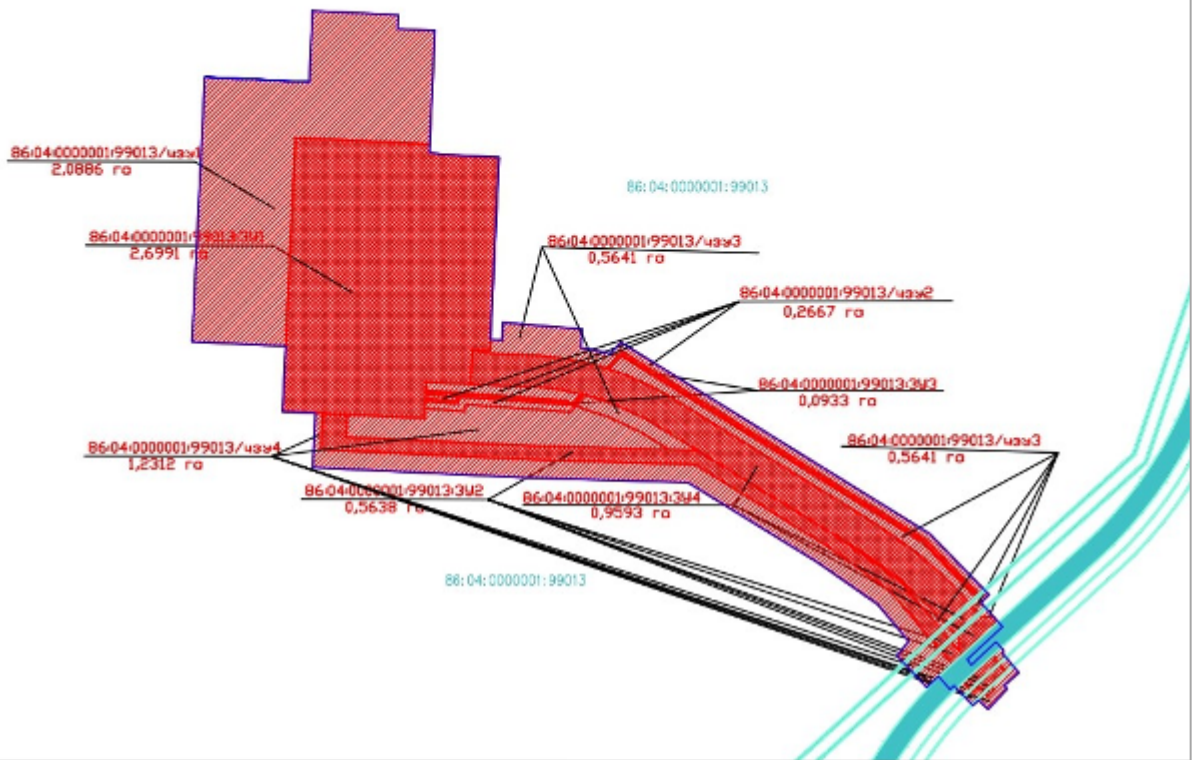 86:04:0000001:99013/чзу1
2,0886 га
86:04:0000001:99013
86:04:0000001:99013:ЗУ1
2,6991 га
86:04:0000001:99013/чзу3
0,5641 га
86:04:0000001:99013/чзу2
0,2667 га
86:04:0000001:99013:ЗУ3
0,0933 га
86:04:0000001:99013/чзу4
1,2312 га
86:04:0000001:99013/чзу3
0,5641 га
86:04:0000001:99013:ЗУ2
0,5638 га
86:04:0000001:99013:ЗУ4
0,9593 га
86:04:0000001:99013